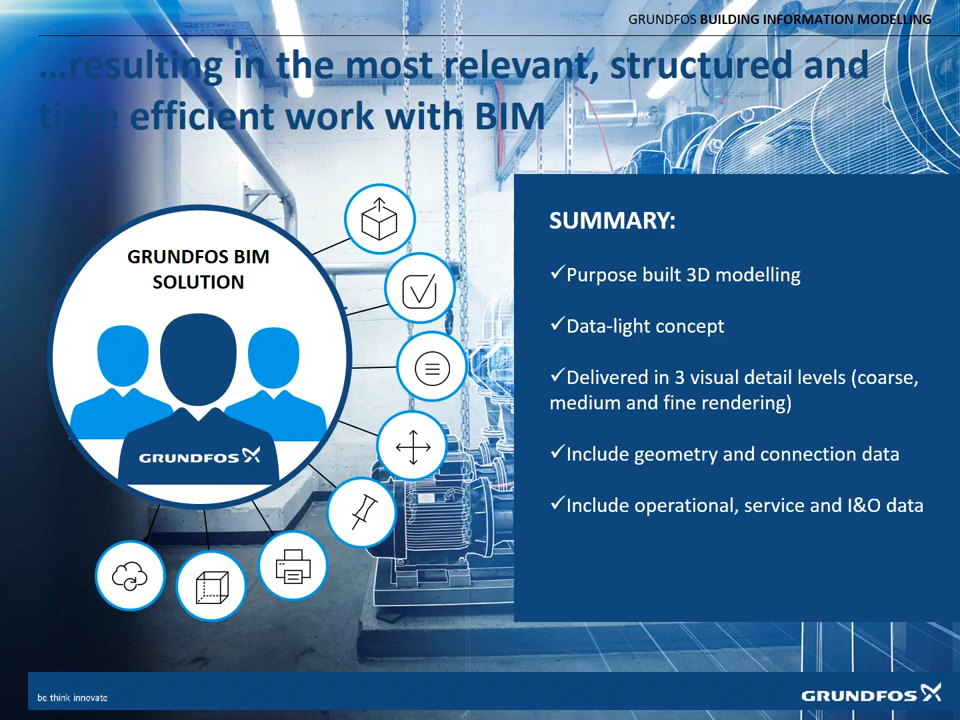 GRUNDFOS BUILDING INFORMATION MODELLING
...resulting in the most relevant, structured and
time efficient work with BIM
GRUNDFOS BIM
SOLUTION
GRUNDFOS
SUMMARY:
✓Purpose built 3D modelling
✓Data-light concept
✓Delivered in 3 visual detail levels (coarse,
medium and fine rendering)
✓Include geometry and connection data
✓Include operational, service and I&O data
be think innovate
GRUNDFOS